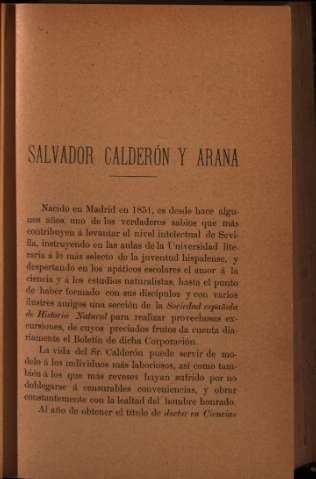 SALVADOR CALDERÓN Y ARANA
Nacido en Madrid en 1851, es desde hace algu-
nos años, uno de los verdaderos sabios que más
contribuyen á levantar el nivel intelectual de Sevi-
lla, instruyendo en las aulas de la Universidad lite-
raria á lo más selecto de la juventud hispalense, y
despertando en los apáticos escolares el amor á la
ciencia y á los estudios naturalistas, hasta el punto
de haber formado con sus discípulos y con varios
ilustres amigos una sección de la Sociedad española
de Historia Natural para realizar provechosas ex-
cursiones, de cuyos preciados frutos da cuenta dia-
riamente el Boletín de dicha Corporación.
La vida del Sr. Calderón puede servir de mo-
delo á los individuos más laboriosos, así como tam-
bién á los que más reveses hayan sufrido por no
doblegarse á censurables conveniencias, y obrar
constantemente con la lealtad del hombre honrado.
Al año de obtener el título de doctor en Ciencias